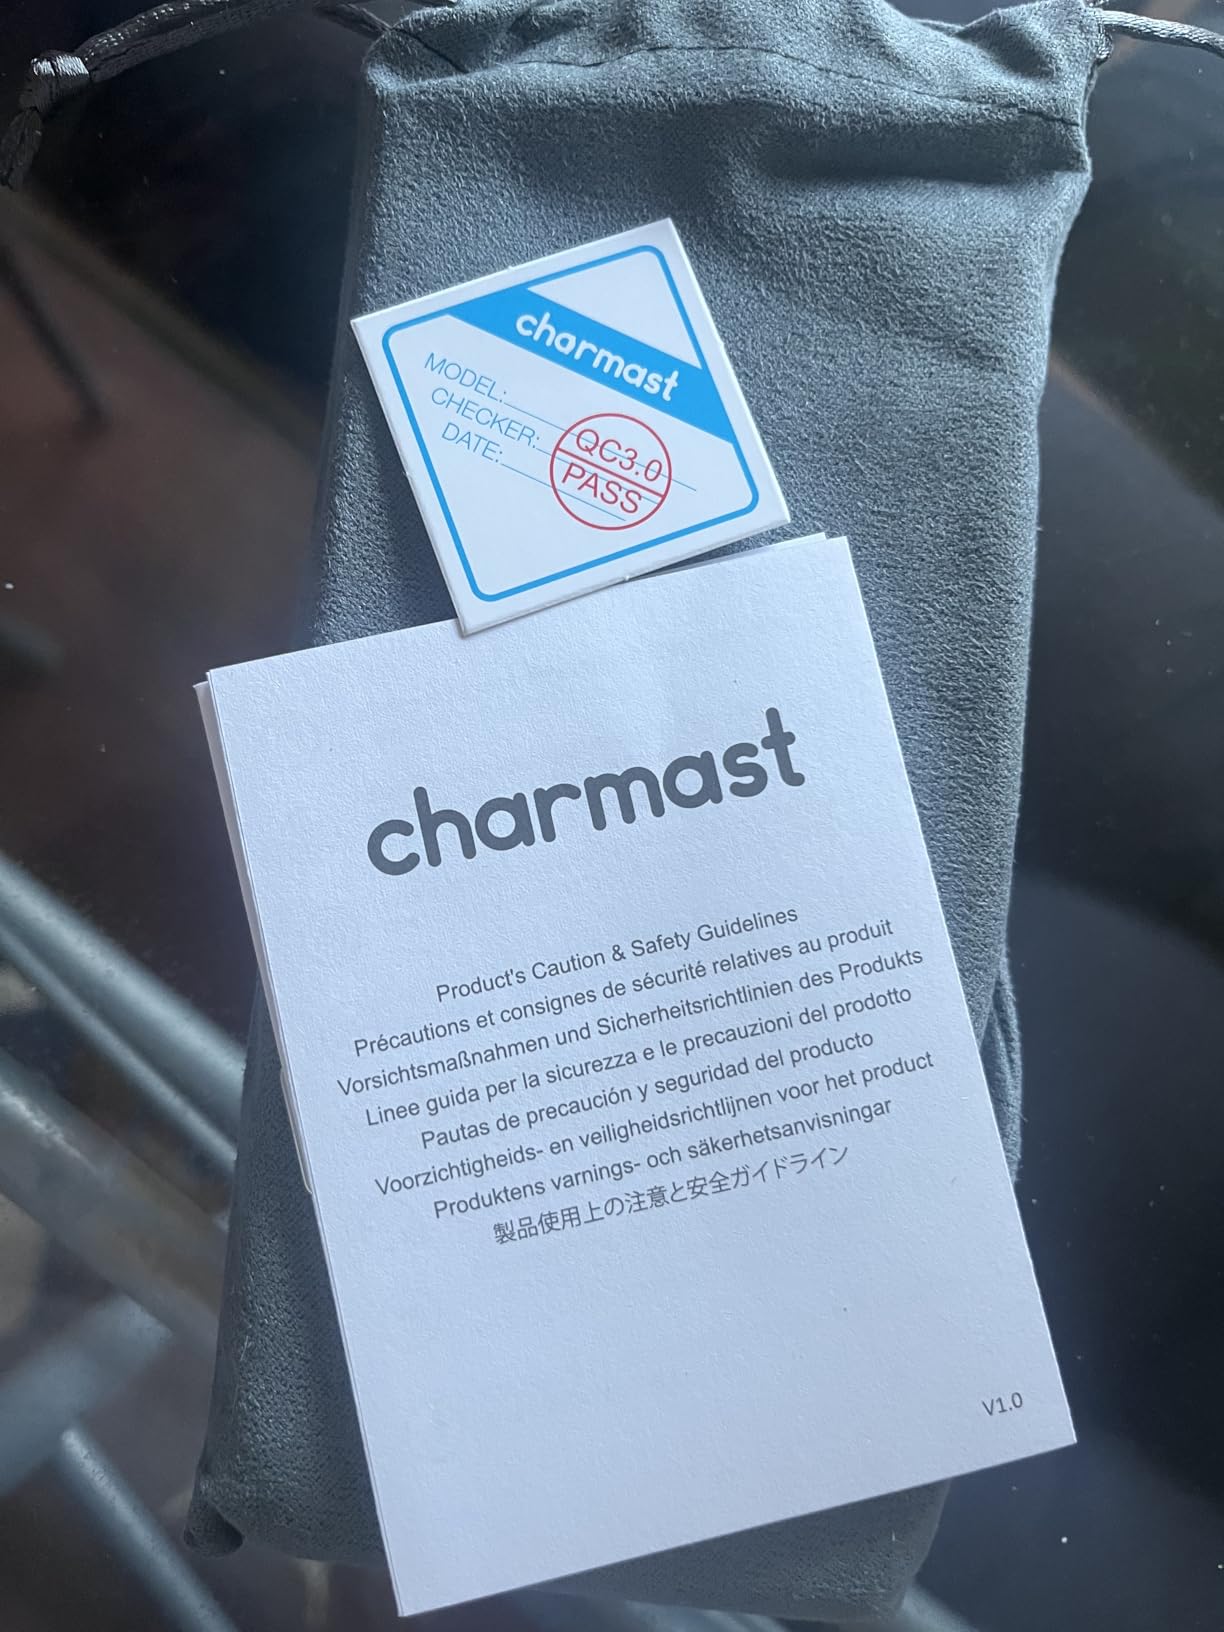 charmast
MODEL:
CHECKER:
DATE:
QC3.0
PASS
charmast
Product's Caution & Safety Guidelines
Précautions et consignes de sécurité relatives au produit
Vorsichtsmaßnahmen und Sicherheitsrichtlinien des Produkts
Linee guida per la sicurezza e le precauzioni del prodotto
Pautas de precaución y seguridad del producto
Voorzichtigheids- en veiligheidsrichtlijnen voor het product
Produktens varnings- och säkerhetsanvisningar
製品使用上の注意と安全ガイドライン
V1.0